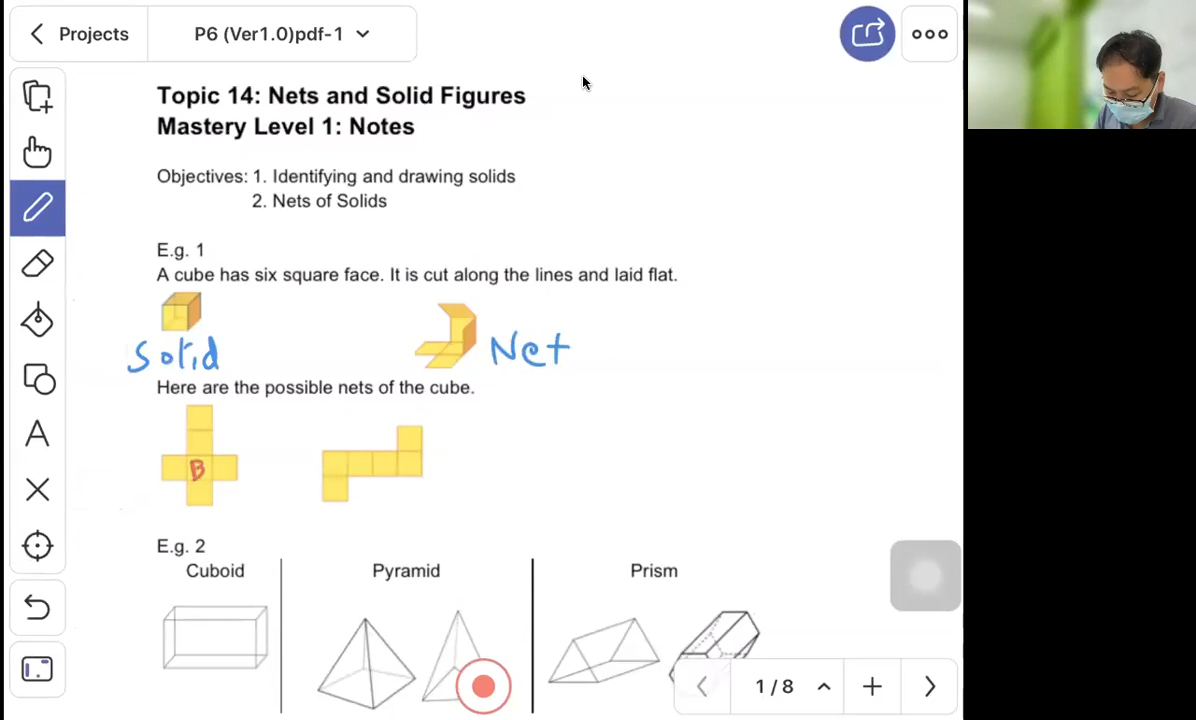 Projects
P6 (Ver1.0)pdf-1
Topic 14: Nets and Solid Figures
Mastery Level 1: Notes
Objectives: 1. Identifying and drawing solids
2. Nets of Solids
E.g. 1
A cube has six square face. It is cut along the lines and laid flat.
Solid
Net
Here are the possible nets of the cube.
B
E.g. 2
Cuboid
Pyramid
Prism
A
1 / 8